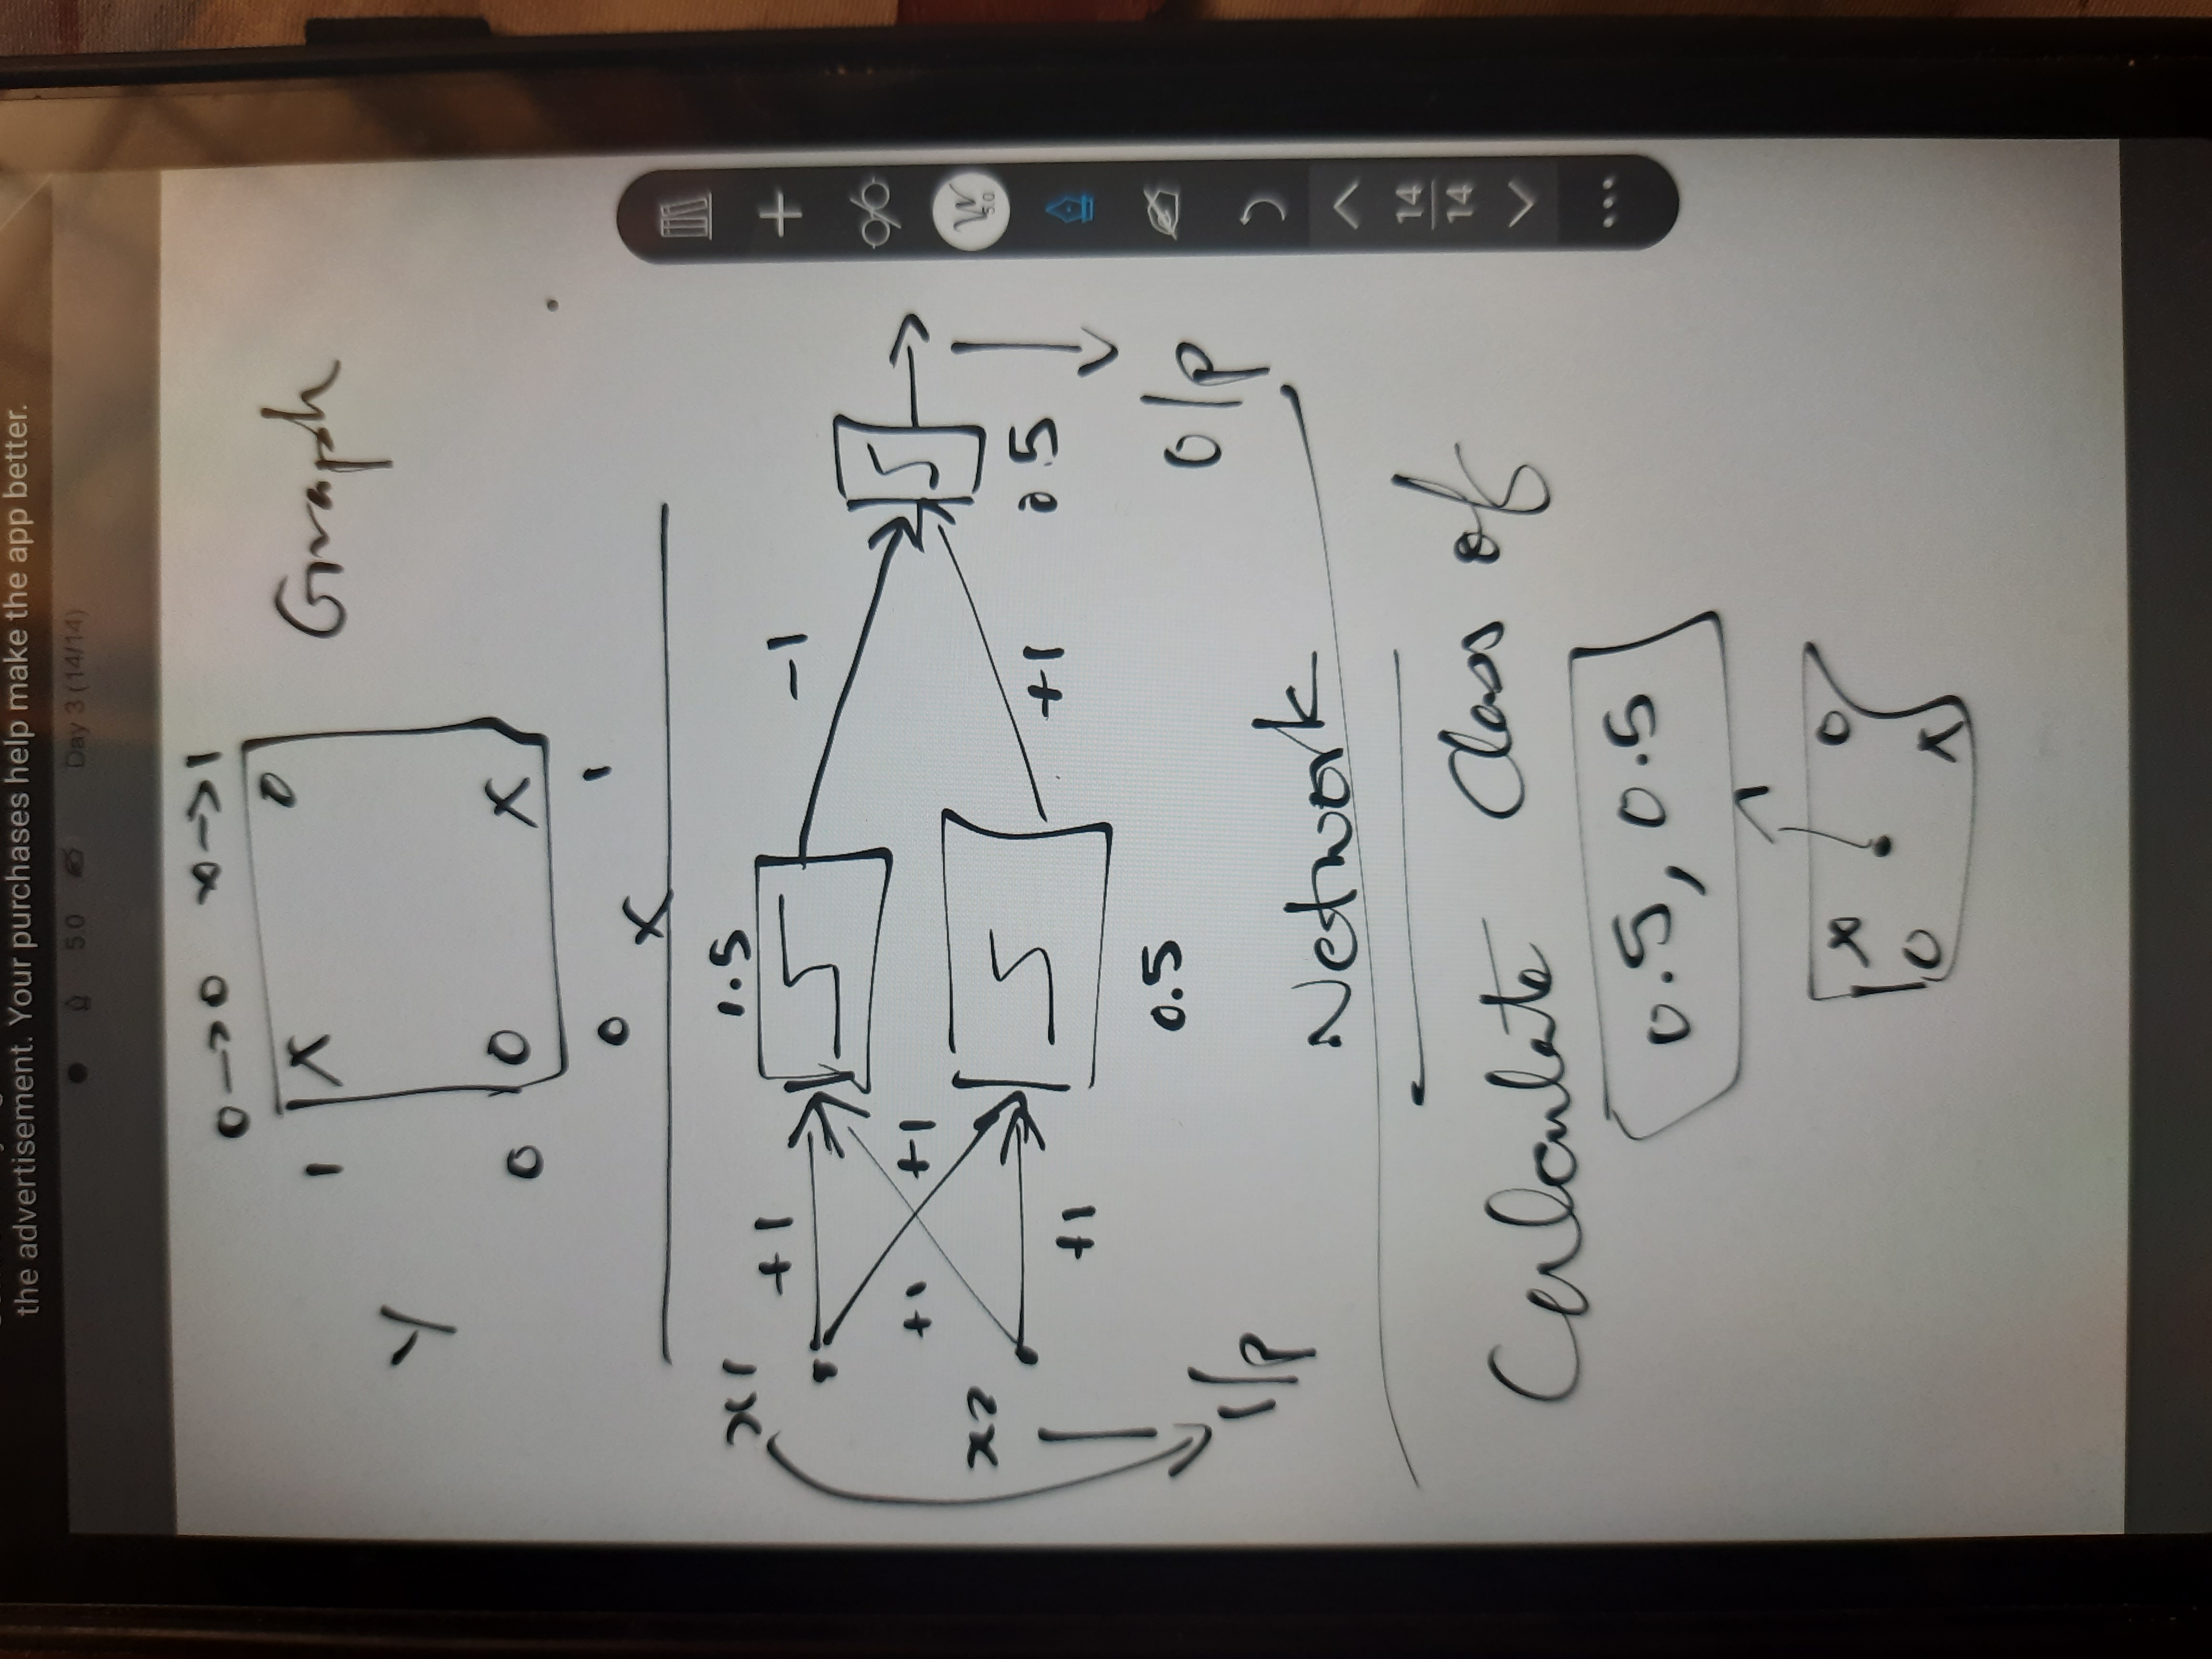 the advertisement. Your purchases help make the app better.
5.0 Day 3 (14/14)
0->0 x->1
1 X 0 Graph
Y
0 0 X
0 1
X
x1 +1 1.5 -1
+1 +1
x2
+1 +1 0.5
0.5
I/p O/p
Network
Calculate Class of
0.5, 0.5
X 0
0 X
5.0
14
14